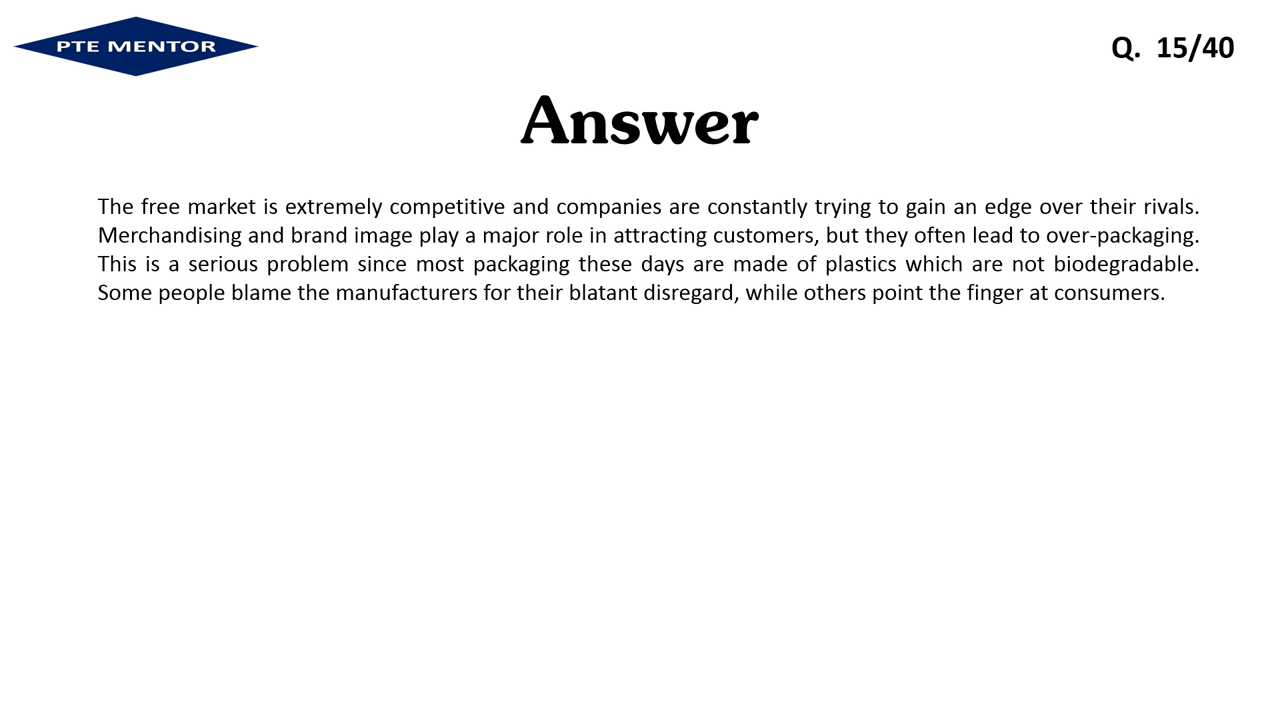 PTE MENTOR
Q. 15/40
Answer
The free market is extremely competitive and companies are constantly trying to gain an edge over their rivals.
Merchandising and brand image play a major role in attracting customers, but they often lead to over-packaging.
This is a serious problem since most packaging these days are made of plastics which are not biodegradable.
Some people blame the manufacturers for their blatant disregard, while others point the finger at consumers.